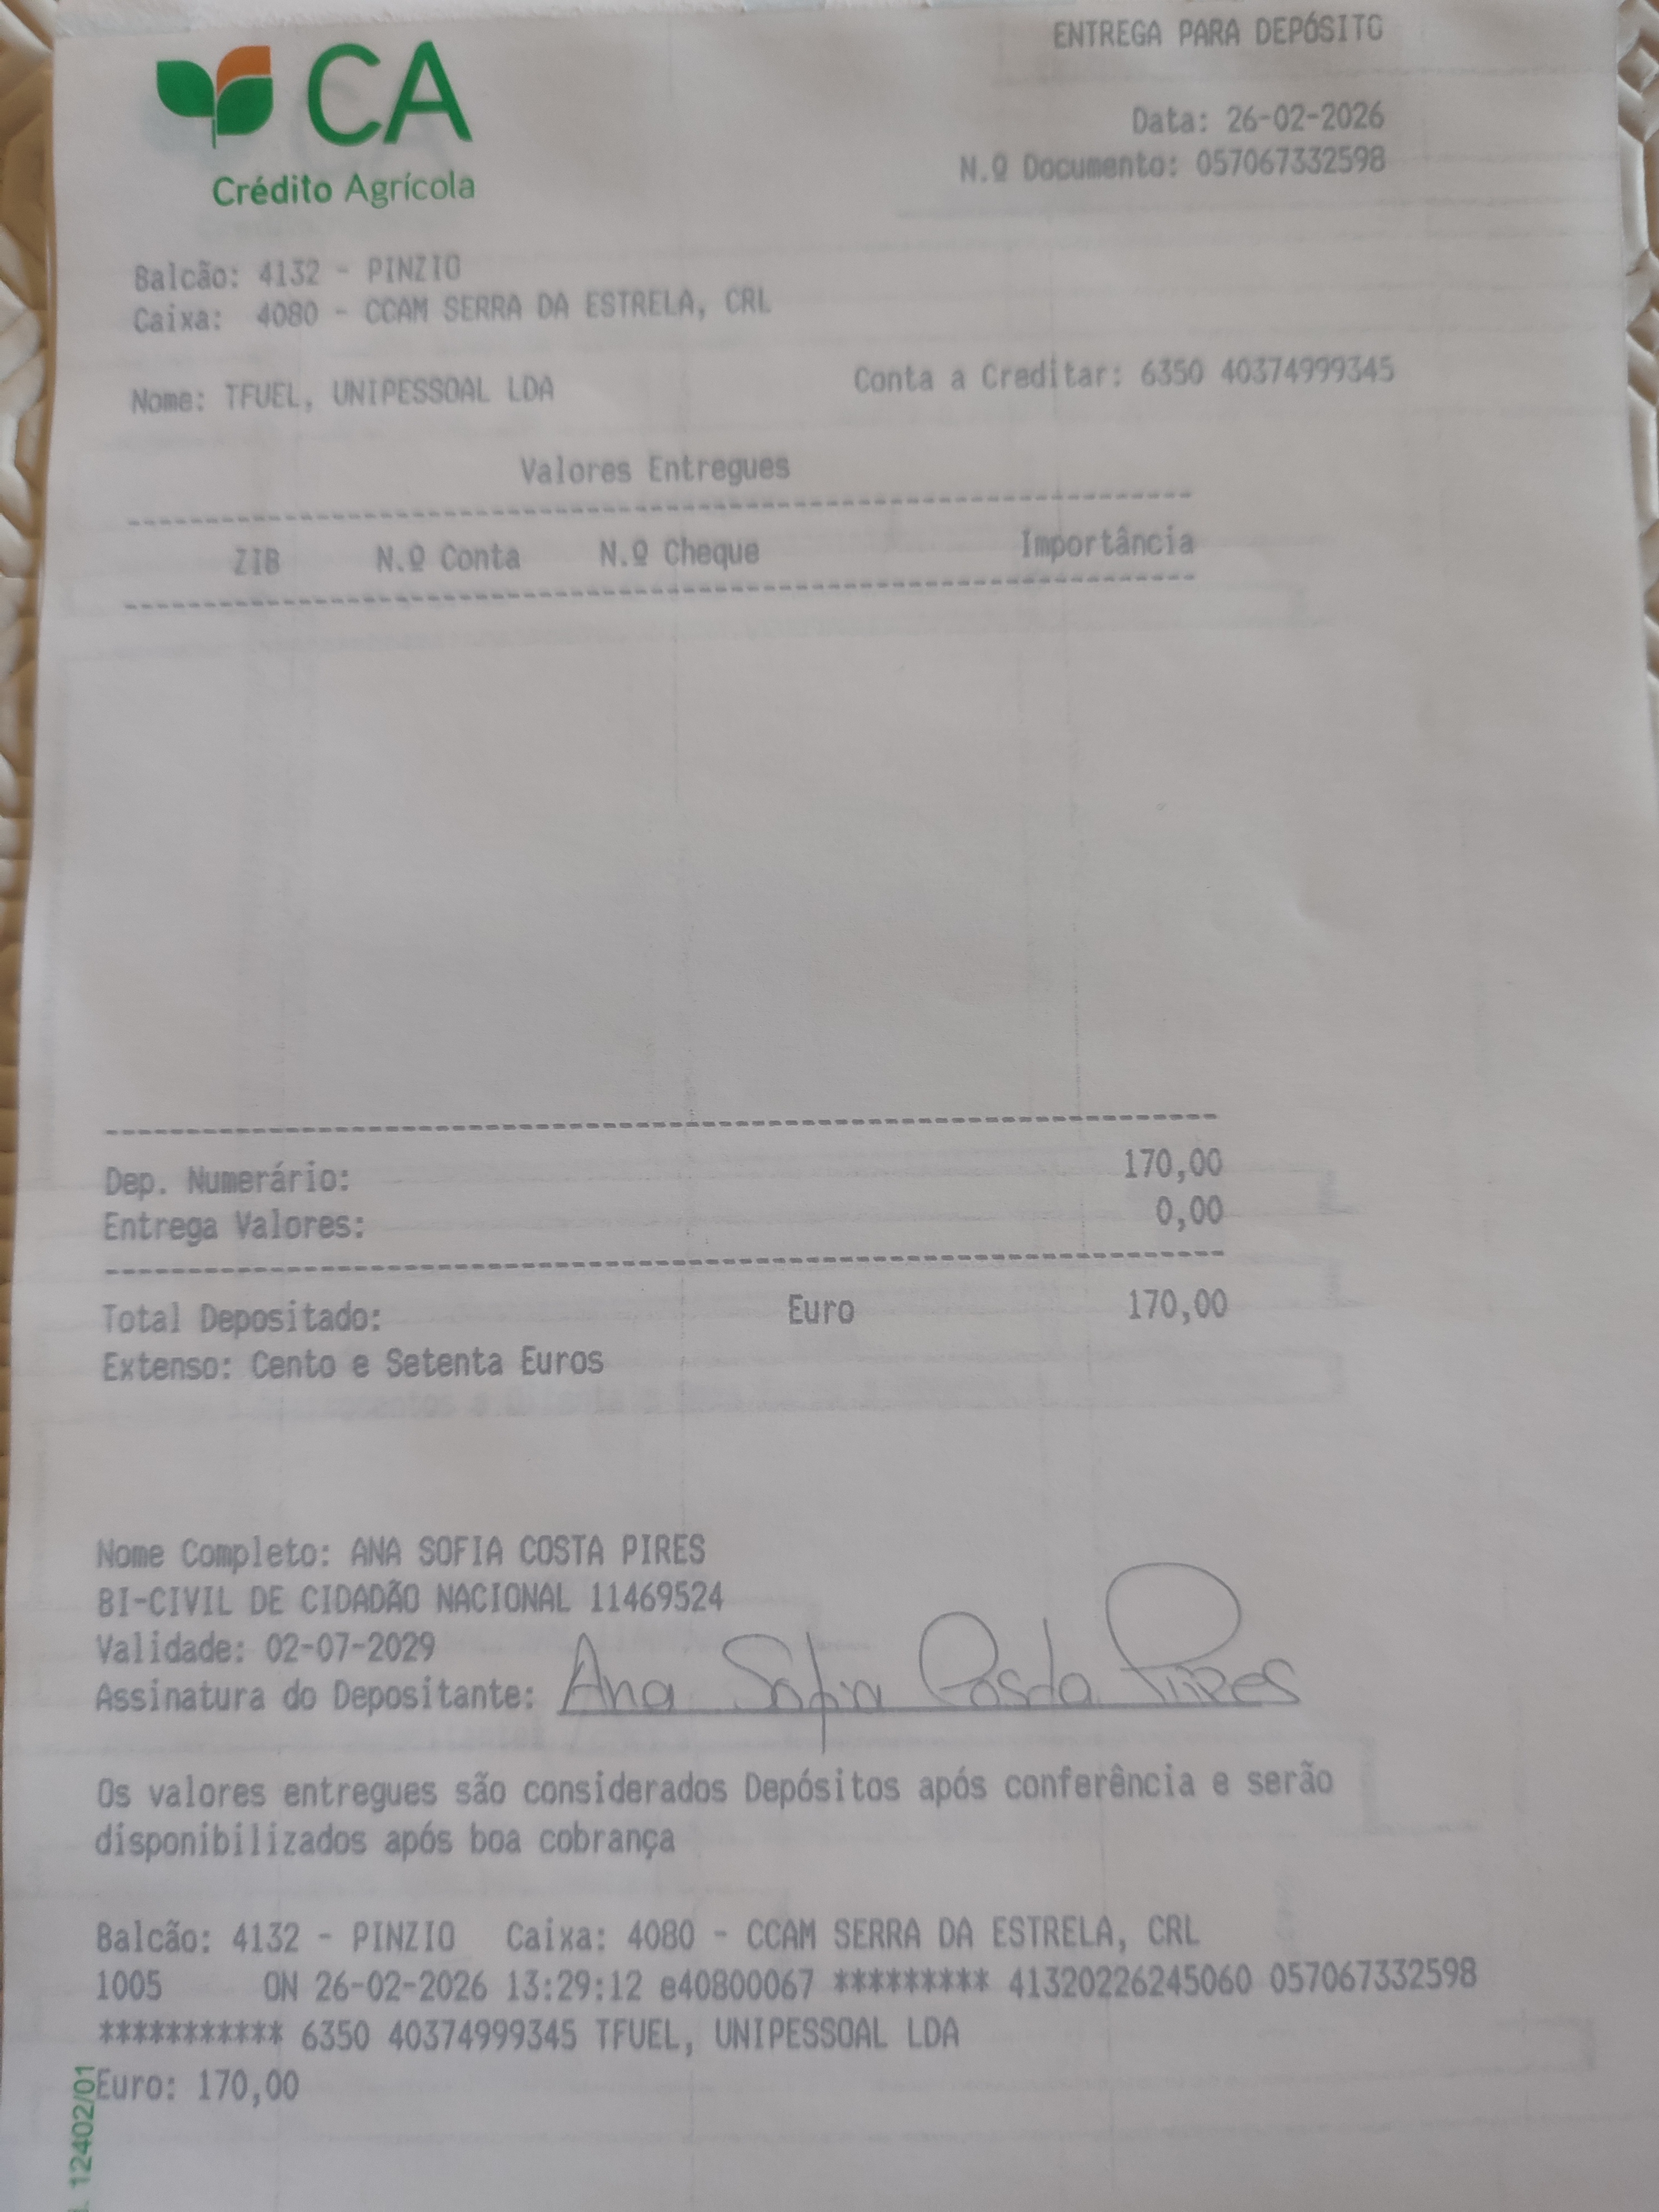 ENTREGA PARA DEPÓSITO
CA
Crédito Agrícola
Data: 26-02-2026
N.º Documento: 057067332598
Balcão: 4132 - PINZIO
Caixa: 4080 - CCAM SERRA DA ESTRELA, CRL
Nome: TFUEL, UNIPESSOAL LDA
Conta a Creditar: 6350 40374999345
Valores Entregues
ZIB N.º Conta N.º Cheque Importância
Dep. Numerário: 170,00
Entrega Valores: 0,00
Total Depositado: Euro 170,00
Extenso: Cento e Setenta Euros
Nome Completo: ANA SOFIA COSTA PIRES
BI-CIVIL DE CIDADÃO NACIONAL 11469524
Validade: 02-07-2029
Assinatura do Depositante: Ana Sofia Costa Pires
Os valores entregues são considerados Depósitos após conferência e serão
disponibilizados após boa cobrança
Balcão: 4132 - PINZIO Caixa: 4080 - CCAM SERRA DA ESTRELA, CRL
1005 ON 26-02-2026 13:29:12 e40800067 ********* 41320226245060 057067332598
*********** 6350 40374999345 TFUEL, UNIPESSOAL LDA
Euro: 170,00
12402/01